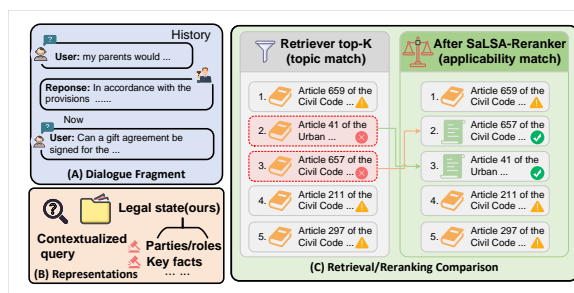 History
User: my parents would ...
Reponse: In accordance with the
provisions ......
Now
User: Can a gift agreement be
signed for the ...
(A) Dialogue Fragment
Contextualized
query
Legal state(ours)
Parties/roles
Key facts
... ...
(B) Representations
Retriever top-K
(topic match)
1. Article 659 of the
Civil Code ...
2. Article 41 of the
Urban ...
3. Article 657 of the
Civil Code ...
4. Article 211 of the
Civil Code ...
5. Article 297 of the
Civil Code ...
After SaLSA-Reranker
(applicability match)
1. Article 659 of the
Civil Code ...
2. Article 657 of the
Civil Code ...
3. Article 41 of the
Urban ...
4. Article 211 of the
Civil Code ...
5. Article 297 of the
Civil Code ...
(C) Retrieval/Reranking Comparison